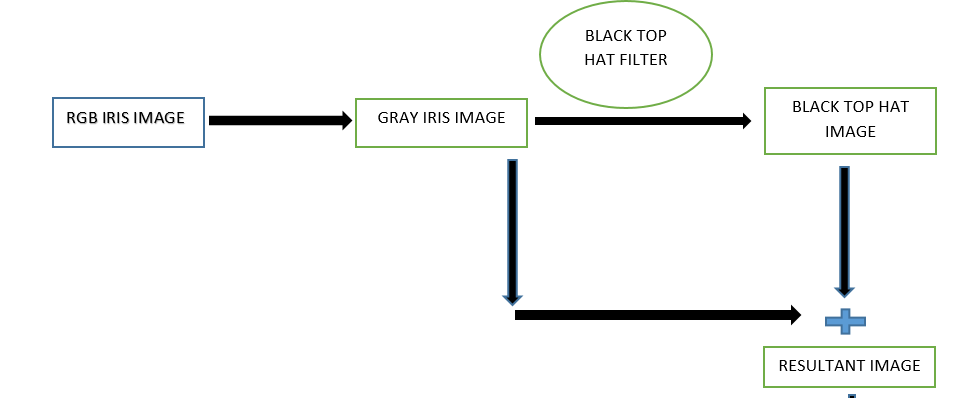 BLACK TOP
HAT FILTER
RGB IRIS IMAGE
GRAY IRIS IMAGE
BLACK TOP HAT
IMAGE
RESULTANT IMAGE